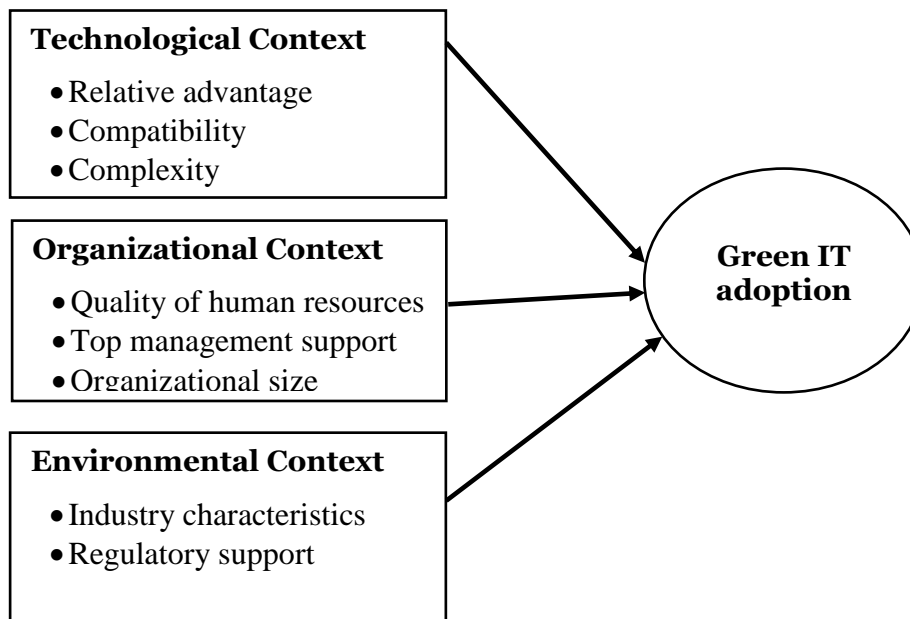 Technological Context
•Relative advantage
•Compatibility
•Complexity
Organizational Context
•Quality of human resources
•Top management support
•Organizational size
Environmental Context
•Industry characteristics
•Regulatory support
Green IT
adoption